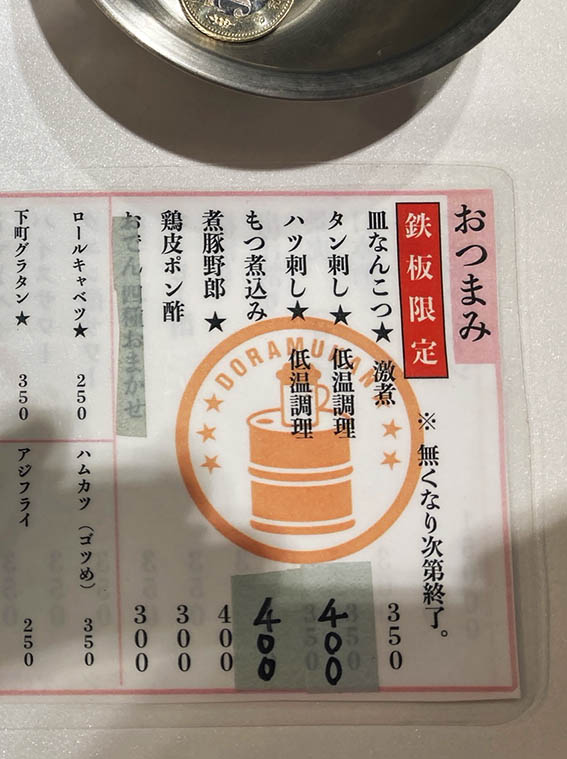 おつまみ
鉄板限定
※ 無くなり次第終了。
皿なんこつ★ 激煮 350
タン刺し★ 低温調理 400
ハツ刺し★ 低温調理
もつ煮込み 400
煮豚野郎★ 400
鶏皮ポン酢 300
おでん 四種おまかせ 300
ロールキャベツ★ 250
下町グラタン★ 350
ハムカツ(ゴツめ) 350
アジフライ 250
DORAMUKAN